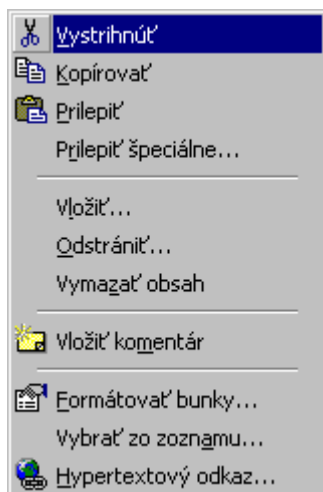 Vystrihnúť
Kopírovať
Prilepiť
Prilepiť špeciálne...
Vložiť...
Odstrániť...
Vymazať obsah
Vložiť komentár
Formátovať bunky...
Vybrať zo zoznamu...
Hypertextový odkaz...